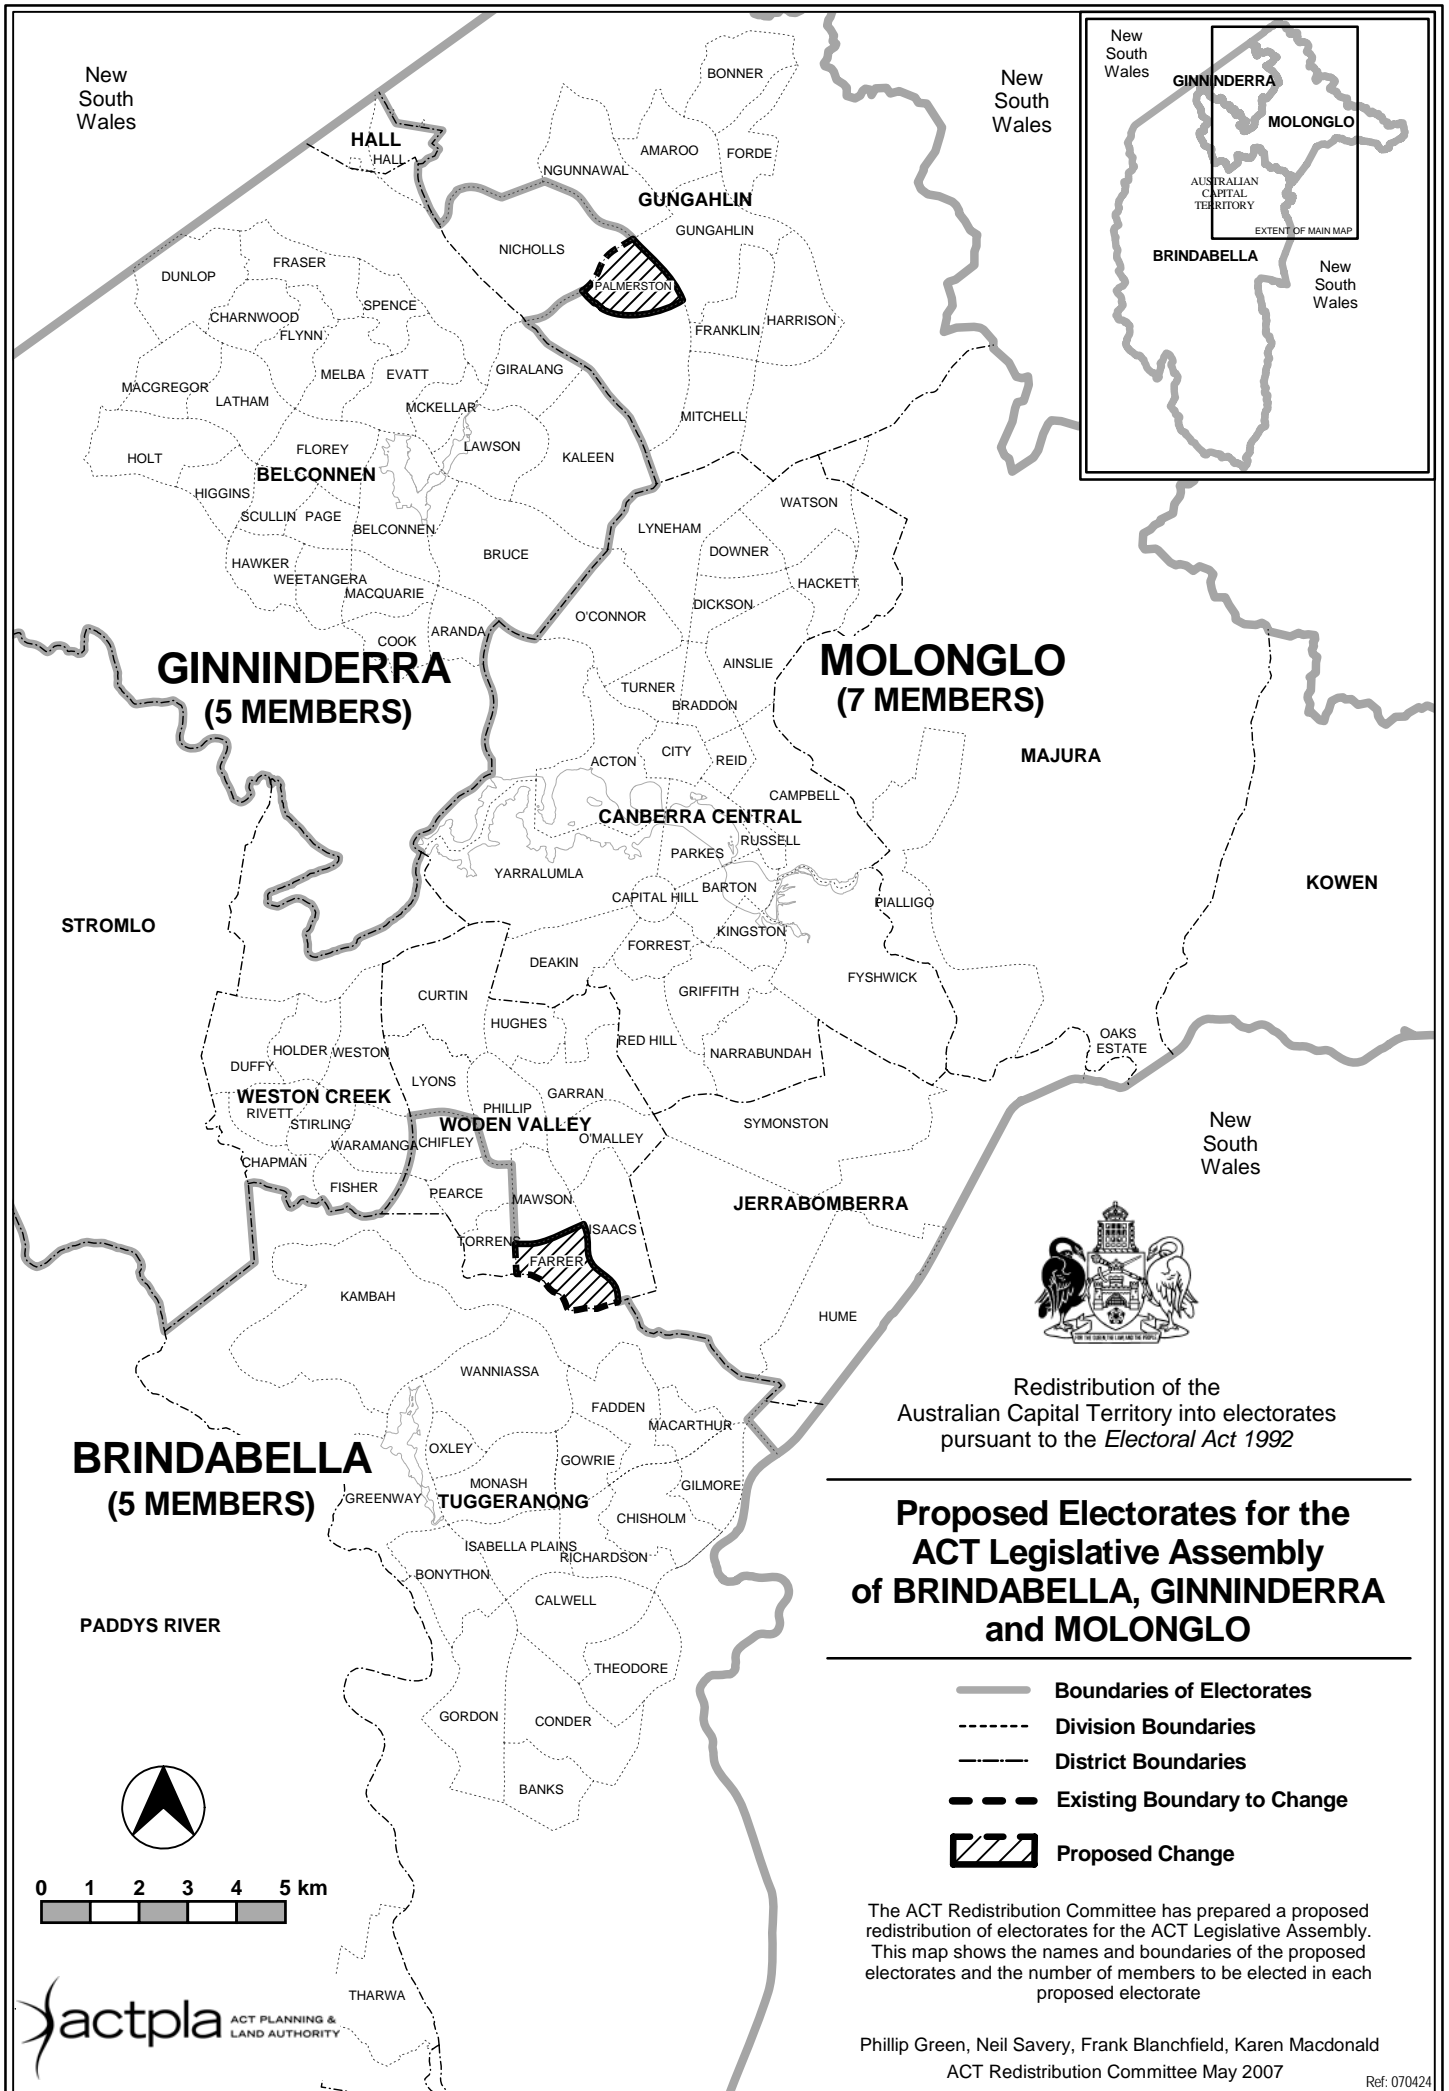 New
South
Wales
HALL
HALL
BONNER
AMAROO
FORDE
NGUNNAWAL
GUNGAHLIN
GUNGAHLIN
NICHOLLS
PALMERSTON
FRANKLIN
HARRISON
MITCHELL
New
South
Wales
New
South
Wales
GINNINDERRA
MOLONGLO
AUSTRALIAN
CAPITAL
TERRITORY
EXTENT OF MAIN MAP
BRINDABELLA
New
South
Wales
DUNLOP
FRASER
SPENCE
CHARNWOOD
FLYNN
MACGREGOR
LATHAM
MELBA
EVATT
GIRALANG
MCKELLAR
HOLT
FLOREY
LAWSON
KALEEN
BELCONNEN
HIGGINS
SCULLIN
PAGE
BELCONNEN
BRUCE
HAWKER
WEETANGERA
MACQUARIE
COOK
ARANDA
GINNINDERRA
(5 MEMBERS)
WATSON
LYNEHAM
DOWNER
HACKETT
DICKSON
O'CONNOR
AINSLIE
TURNER
BRADDON
MOLONGLO
(7 MEMBERS)
CITY
REID
ACTON
MAJURA
CAMPBELL
CANBERRA CENTRAL
RUSSELL
PARKES
YARRALUMLA
BARTON
CAPITAL HILL
PIALLIGO
KOWEN
STROMLO
KINGSTON
FORREST
DEAKIN
FYSHWICK
GRIFFITH
CURTIN
HUGHES
RED HILL
NARRABUNDAH
OAKS
ESTATE
HOLDER
WESTON
DUFFY
LYONS
GARRAN
WESTON CREEK
RIVETT
STIRLING
PHILLIP
WODEN VALLEY
SYMONSTON
WARAMANGA
CHIFLEY
O'MALLEY
CHAPMAN
FISHER
PEARCE
MAWSON
JERRABOMBERRA
ISAACS
TORRENS
FARRER
New
South
Wales
KAMBAH
HUME
FOR THE QUEEN, THE LAW, AND THE PEOPLE
WANNIASSA
FADDEN
MACARTHUR
OXLEY
GOWRIE
MONASH
GILMORE
BRINDABELLA
(5 MEMBERS)
GREENWAY
TUGGERANONG
CHISHOLM
ISABELLA PLAINS
RICHARDSON
BONYTHON
CALWELL
PADDYS RIVER
THEODORE
GORDON
CONDER
BANKS
THARWA
Redistribution of the
Australian Capital Territory into electorates
pursuant to the Electoral Act 1992
Proposed Electorates for the
ACT Legislative Assembly
of BRINDABELLA, GINNINDERRA
and MOLONGLO
Boundaries of Electorates
Division Boundaries
District Boundaries
Existing Boundary to Change
Proposed Change
0 1 2 3 4 5 km
The ACT Redistribution Committee has prepared a proposed
redistribution of electorates for the ACT Legislative Assembly.
This map shows the names and boundaries of the proposed
electorates and the number of members to be elected in each
proposed electorate
actpla
ACT PLANNING &
LAND AUTHORITY
Phillip Green, Neil Savery, Frank Blanchfield, Karen Macdonald
ACT Redistribution Committee May 2007
Ref: 070424